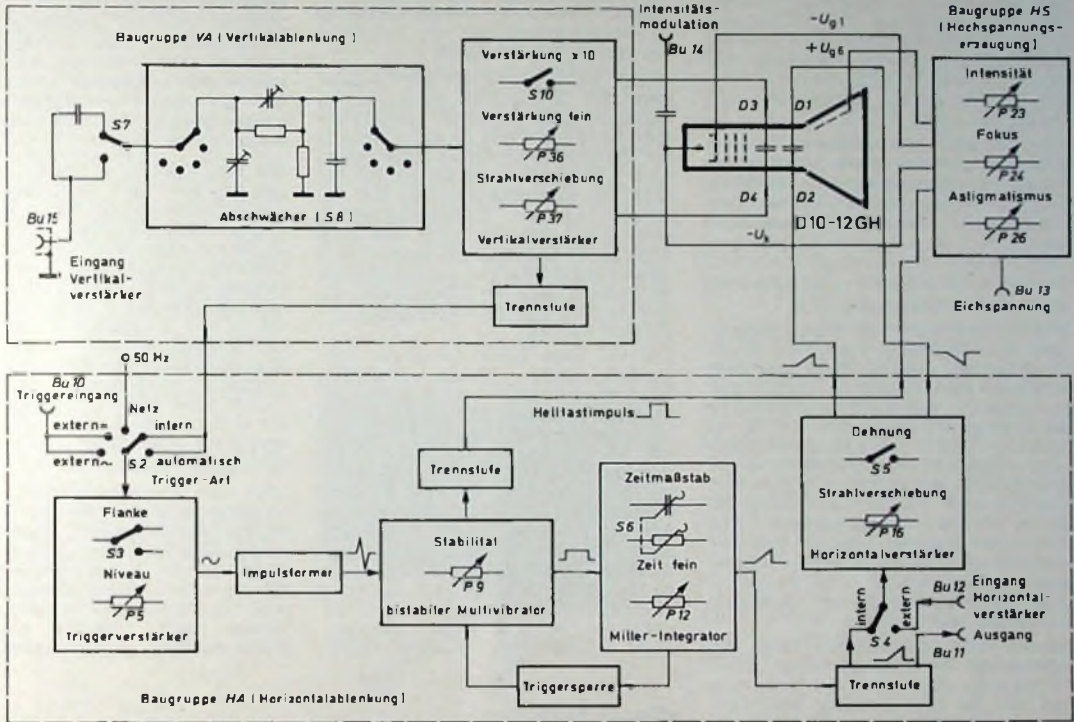 Baugruppe VA (Vertikalablenkung)
S7
Bu 15
Eingang
Vertikal-
verstärker
Abschwächer (S8)
Verstärkung x 10
S10
Verstärkung fein
P36
Strahlverschiebung
P37
Vertikalverstärker
Trennstufe
Intensitäts-
modulation
Bu 14
-Ug1
+Ug6
D3
D1
D4
D2
D10-12GH
-Uk
Baugruppe HS
(Hochspannungs-
erzeugung)
Intensität
P23
Fokus
P24
Astigmatismus
P26
Bu 13
Eichspannung
50 Hz
Bu 10
Triggereingang
Netz
extern=
intern
extern~
S2
automatisch
Trigger-Art
Flanke
S3
Niveau
P5
Triggerverstärker
Impulsformer
Helltastimpuls
Trennstufe
Stabilität
P9
bistabiler Multivibrator
Zeitmaßstab
S6
Zeit fein
P12
Miller-Integrator
Triggersperre
Dehnung
S5
Strahlverschiebung
P16
Horizontalverstärker
intern
extern
S4
Bu 12
Eingang
Horizontal-
verstärker
Ausgang
Bu 11
Trennstufe
Baugruppe HA (Horizontalablenkung)